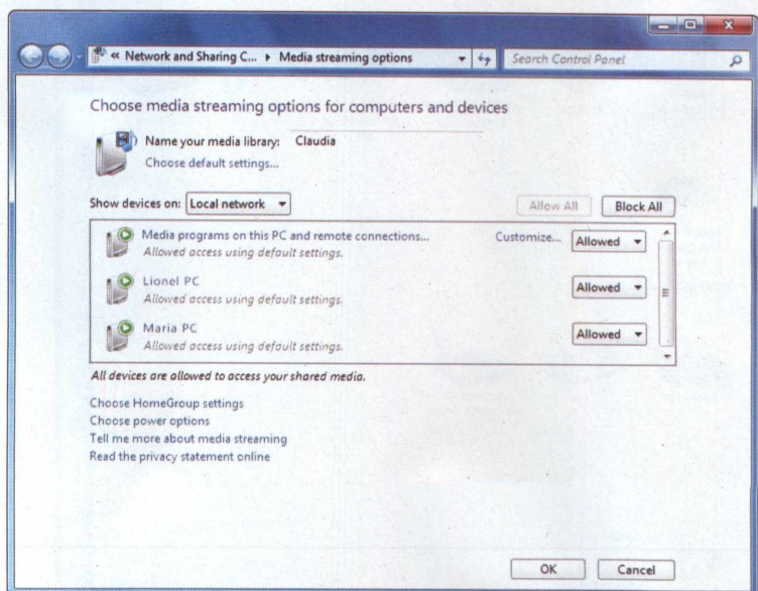 « Network and Sharing C... ▸ Media streaming options
Search Control Panel
Choose media streaming options for computers and devices
Name your media library: Claudia
Choose default settings...
Show devices on: Local network
Allow All
Block All
Media programs on this PC and remote connections...
Customize...
Allowed
Allowed access using default settings.
Lionel PC
Allowed
Allowed access using default settings.
Maria PC
Allowed
Allowed access using default settings.
All devices are allowed to access your shared media.
Choose HomeGroup settings
Choose power options
Tell me more about media streaming
Read the privacy statement online
OK
Cancel